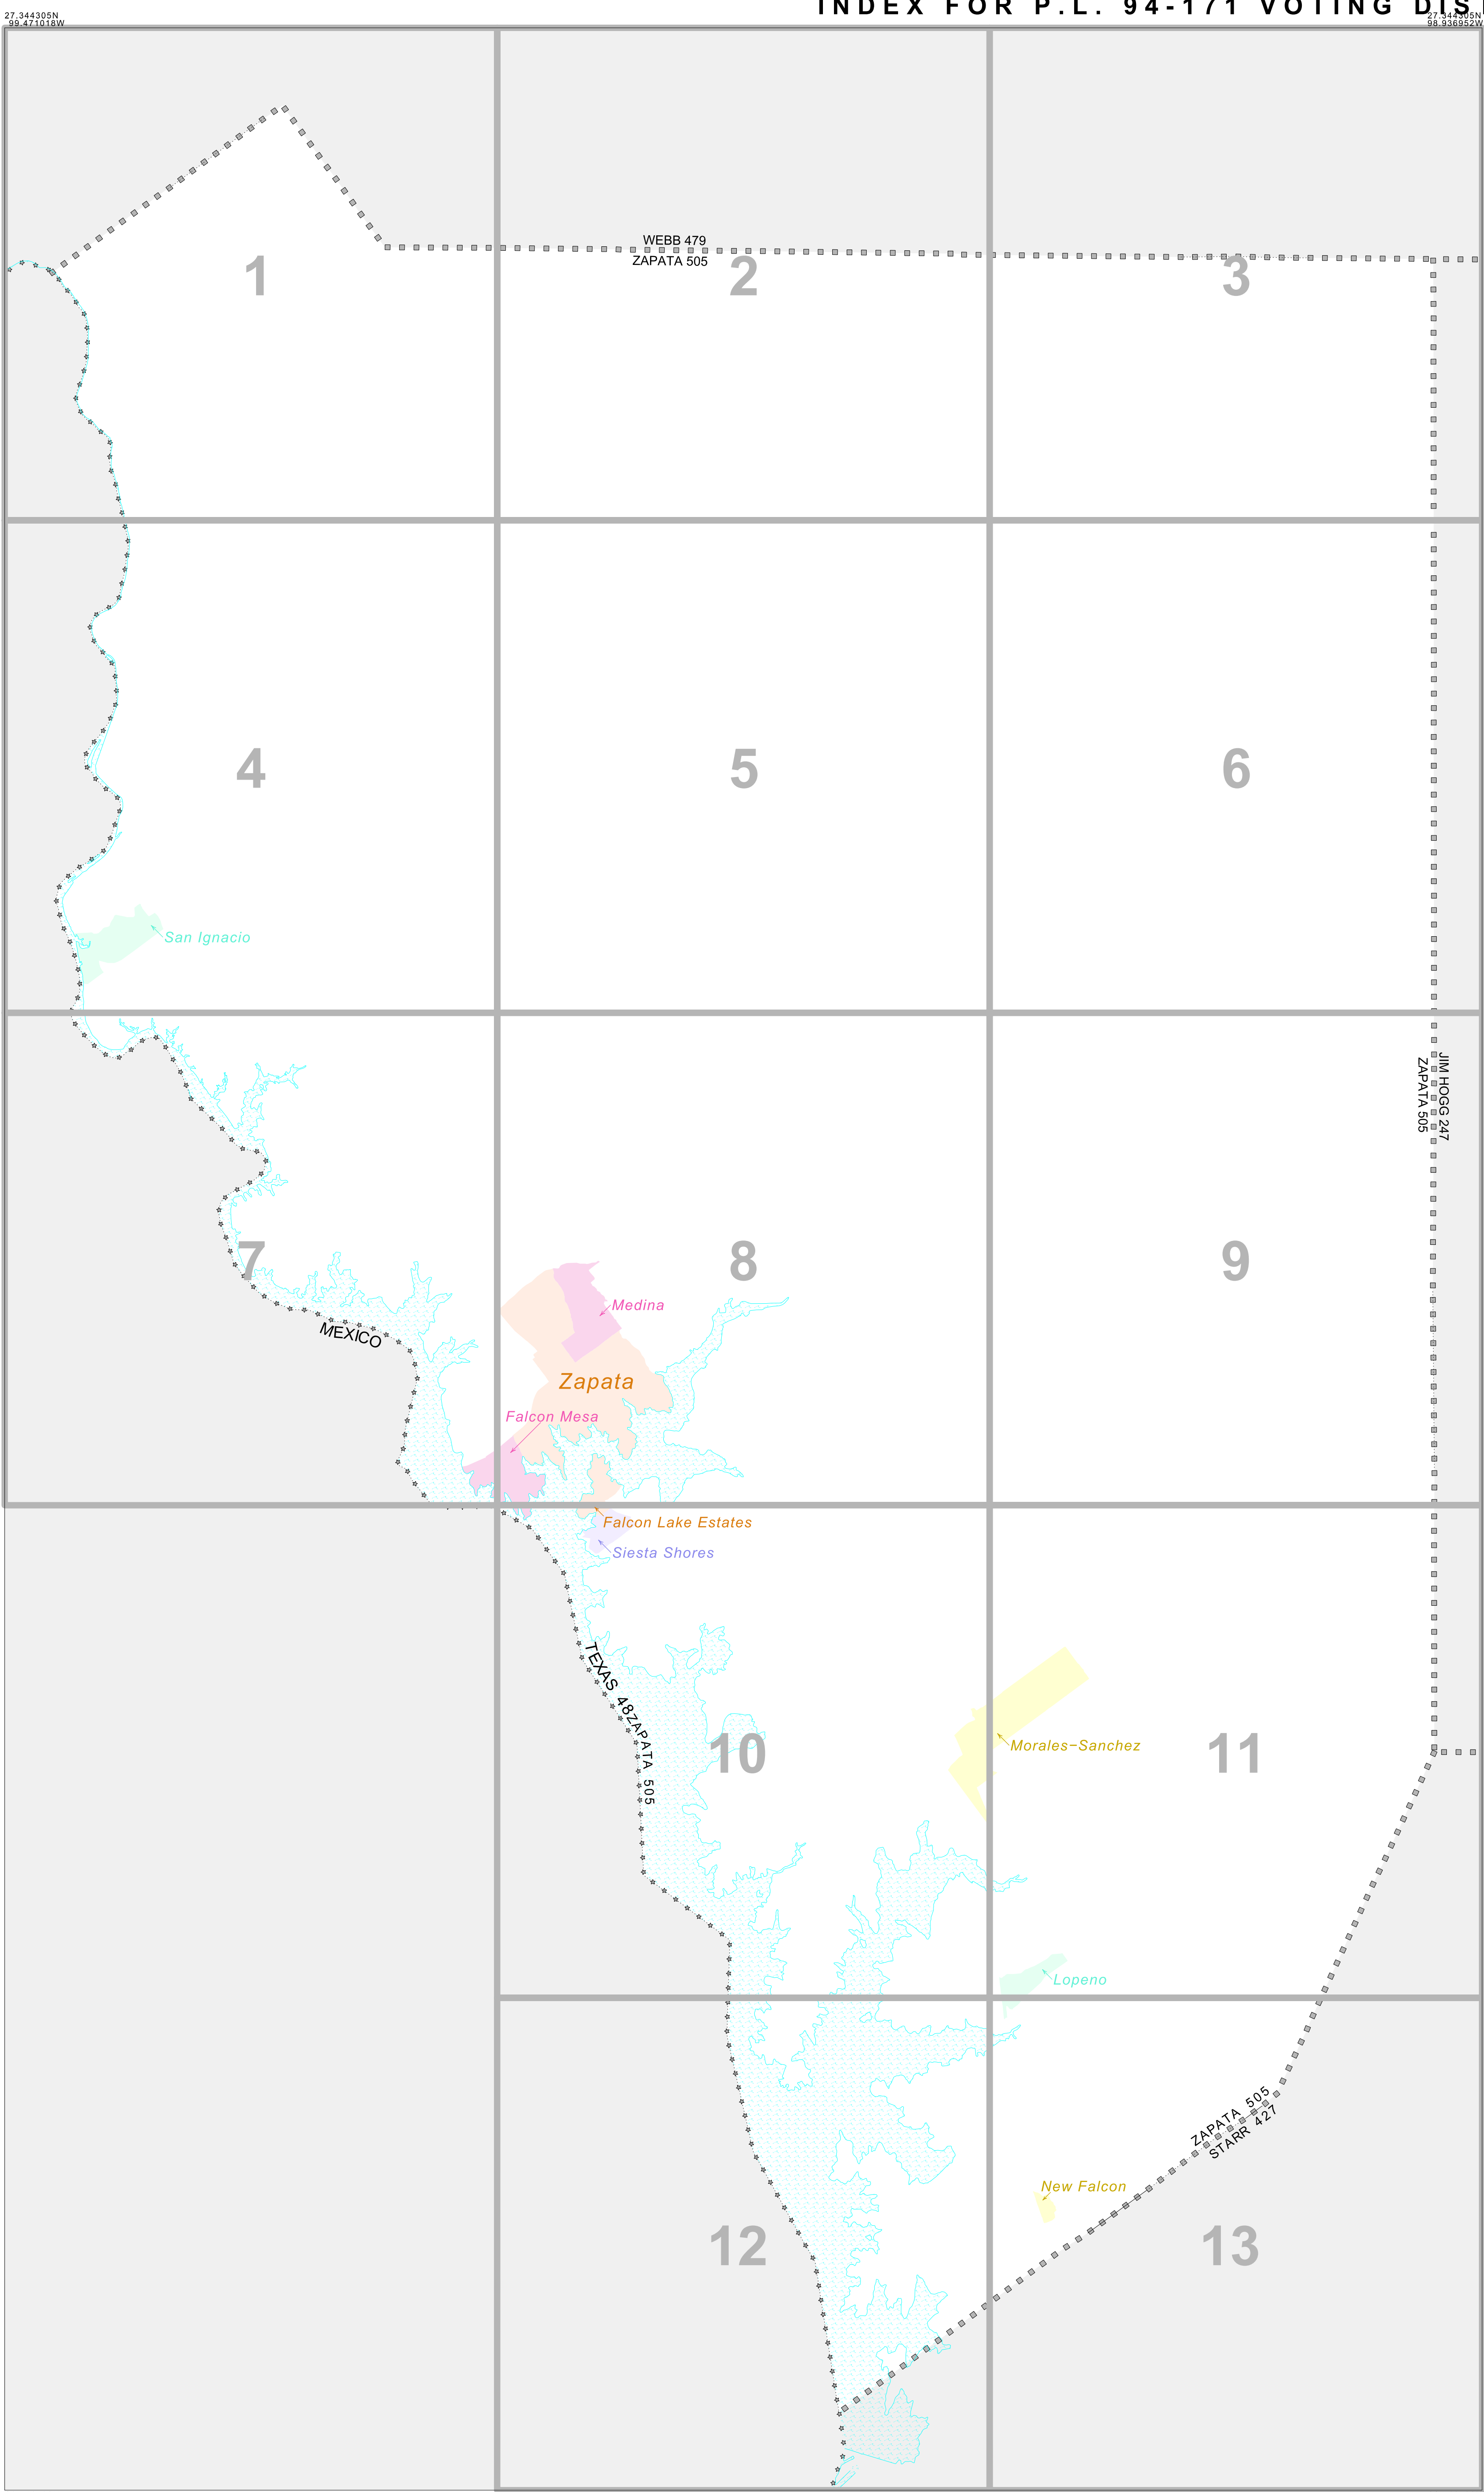 INDEX FOR P.L. 94-171 VOTING DIS
27.344305N
99.471018W
27.344305N
98.936952W
WEBB 479
ZAPATA 505
1
2
3
4
5
6
San Ignacio
JIM HOGG 247
ZAPATA 505
7
8
9
MEXICO
Medina
Zapata
Falcon Mesa
Falcon Lake Estates
Siesta Shores
TEXAS 48
ZAPATA 505
10
11
Morales-Sanchez
Lopeno
ZAPATA 505
STARR 427
New Falcon
12
13